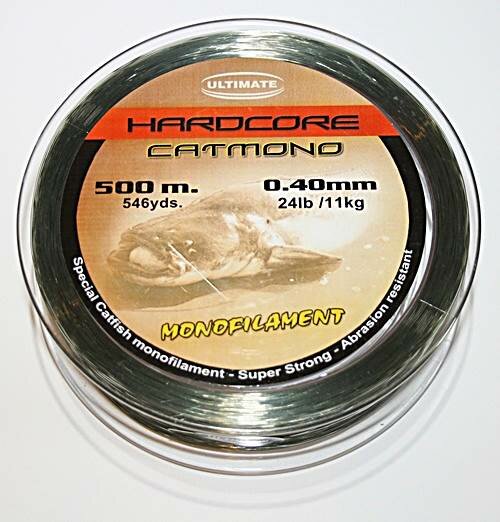 ULTIMATE
HARDCORE
CATMONO
500 m. 0.40mm
546yds. 24lb /11kg
MONOFILAMENT
Special Catfish monofilament - Super Strong - Abrasion resistant